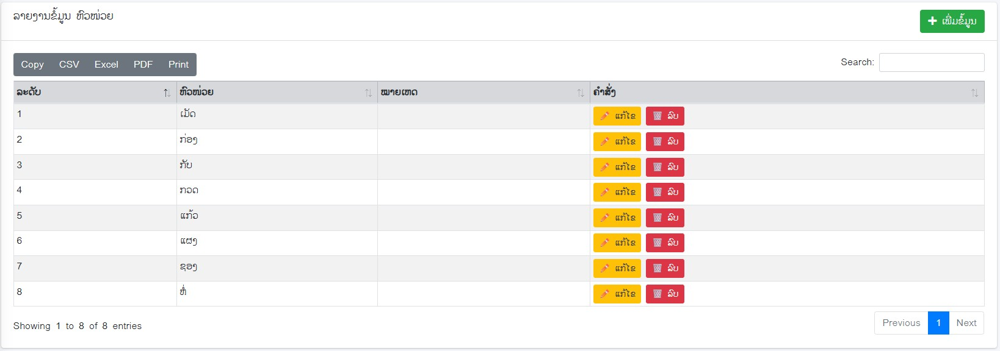 ລາຍງານຂໍ້ມູນ ຫົວໜ່ວຍ
ເພີ່ມຂໍ້ມູນ
Copy CSV Excel PDF Print
Search:
ລະດັບ ຫົວໜ່ວຍ ໝາຍເຫດ ຄຳສັ່ງ
1 ເມັດ ແກ້ໄຂ ລົບ
2 ກ່ອງ ແກ້ໄຂ ລົບ
3 ກັບ ແກ້ໄຂ ລົບ
4 ກວດ ແກ້ໄຂ ລົບ
5 ແກ້ວ ແກ້ໄຂ ລົບ
6 ແຜງ ແກ້ໄຂ ລົບ
7 ຊອງ ແກ້ໄຂ ລົບ
8 ຫໍ່ ແກ້ໄຂ ລົບ
Showing 1 to 8 of 8 entries
Previous 1 Next